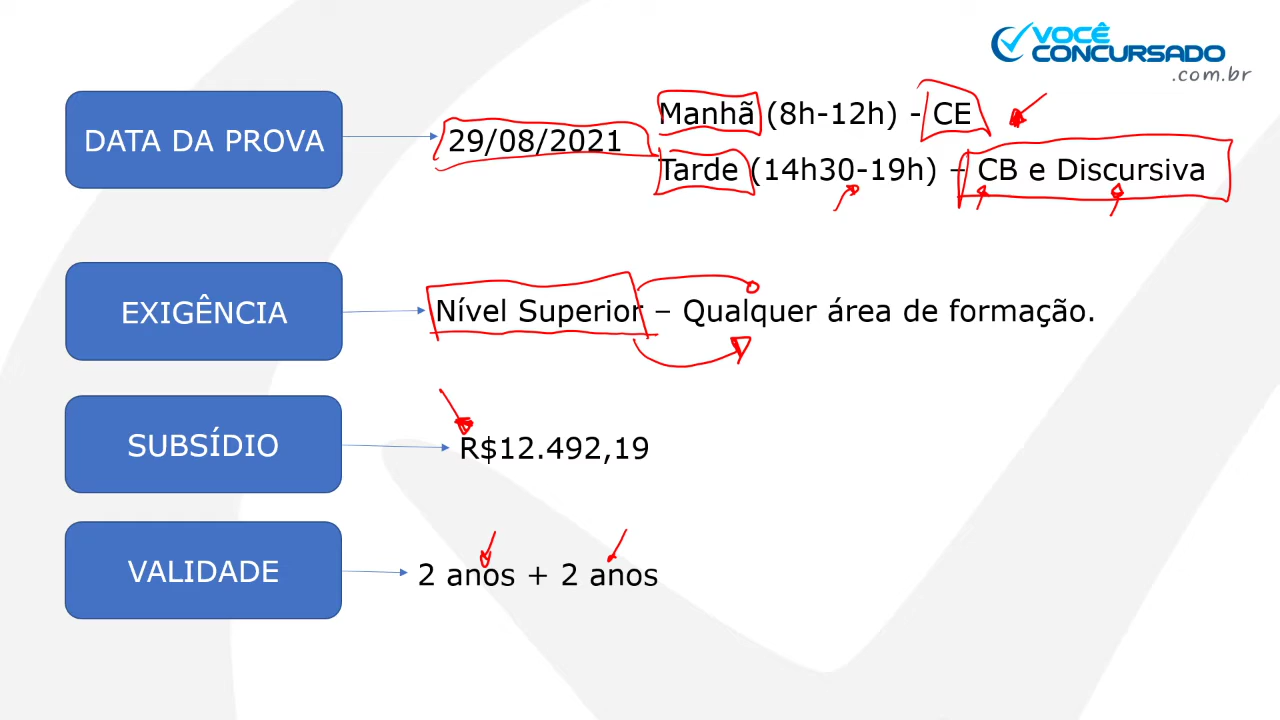 VOCÊ
CONCURSADO
.com.br
DATA DA PROVA
29/08/2021
Manhã (8h-12h) - CE
Tarde (14h30-19h) – CB e Discursiva
EXIGÊNCIA
Nível Superior – Qualquer área de formação.
SUBSÍDIO
R$12.492,19
VALIDADE
2 anos + 2 anos